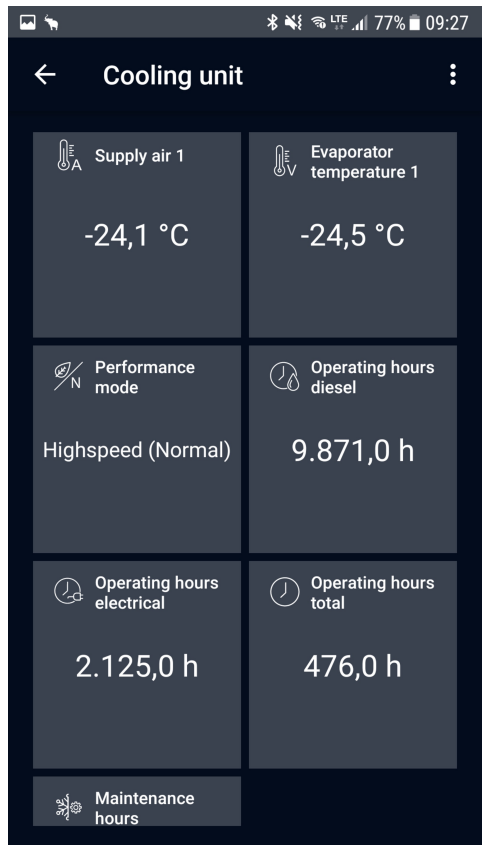 LTE 77% 09:27
Cooling unit
A Supply air 1
V Evaporator
temperature 1
-24,1 °C
-24,5 °C
N Performance
mode
Operating hours
diesel
Highspeed (Normal)
9.871,0 h
Operating hours
electrical
Operating hours
total
2.125,0 h
476,0 h
Maintenance
hours